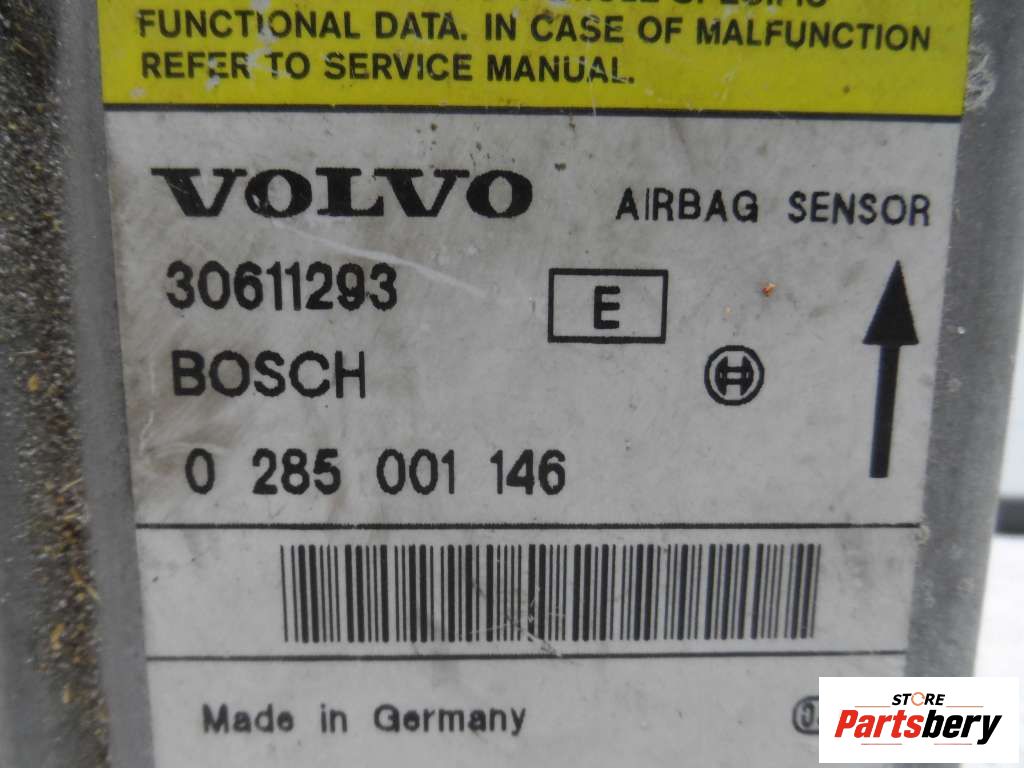 SPECIFIC
FUNCTIONAL DATA. IN CASE OF MALFUNCTION
REFER TO SERVICE MANUAL.
VOLVO AIRBAG SENSOR
30611293 E
BOSCH
0 285 001 146
Made in Germany
STORE
Partsbery